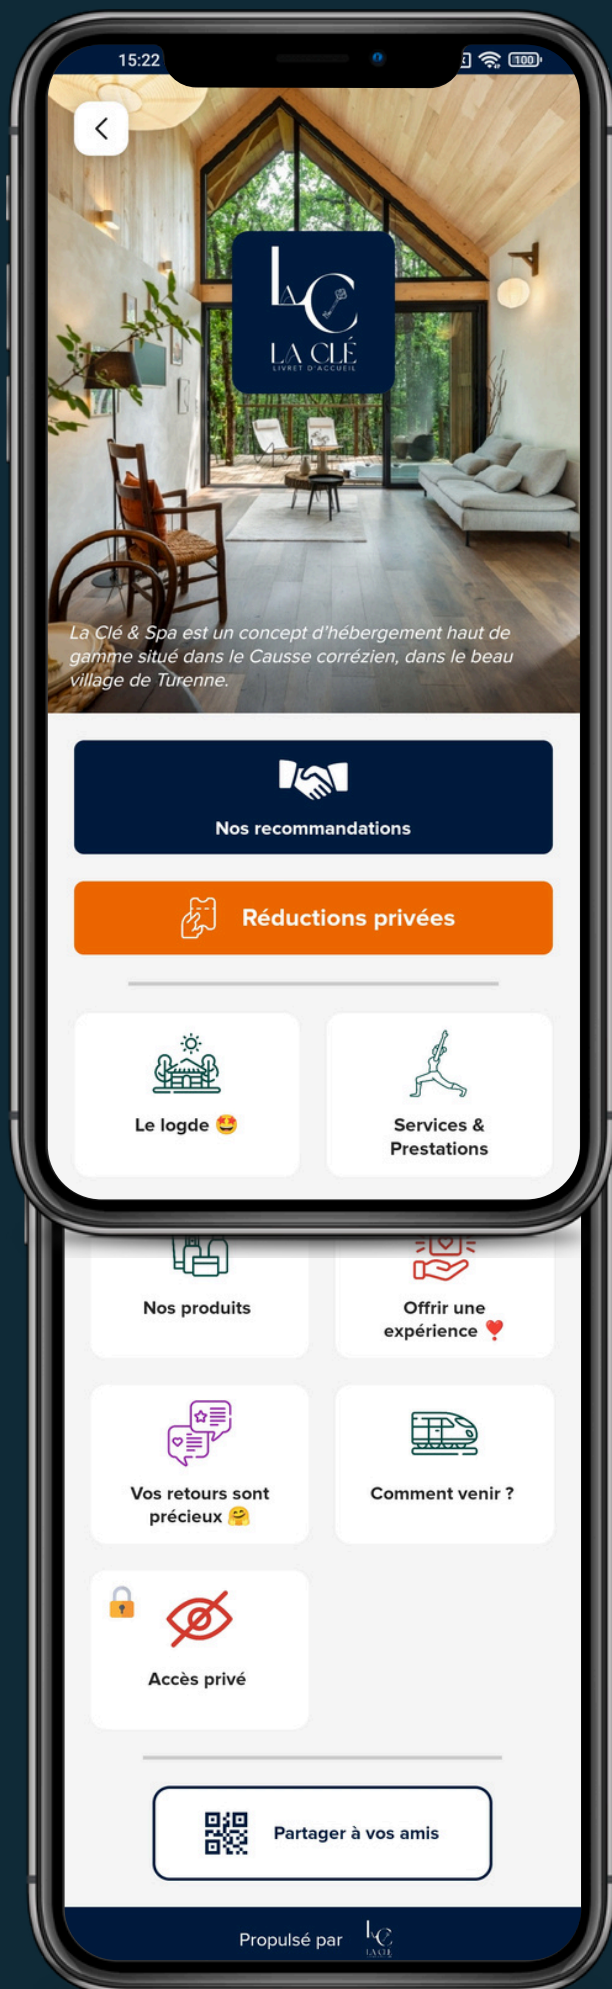 15:22
100
LA CLÉ
LIVRET D'ACCUEIL
La Clé & Spa est un concept d'hébergement haut de
gamme situé dans le Causse corrézien, dans le beau
village de Turenne.
Nos recommandations
Réductions privées
Le logde 🤩
Services &
Prestations
Nos produits
Offrir une
expérience ❣️
Vos retours sont
précieux 🤗
Comment venir ?
Accès privé
Partager à vos amis
Propulsé par
LA CLÉ